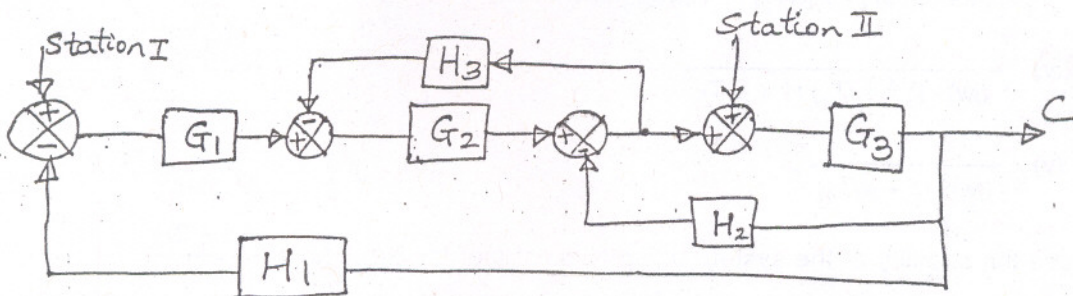 Station I
Station II
H3
+
-
G1
+
-
G2
+
-
+
+
G3
C
H2
H1